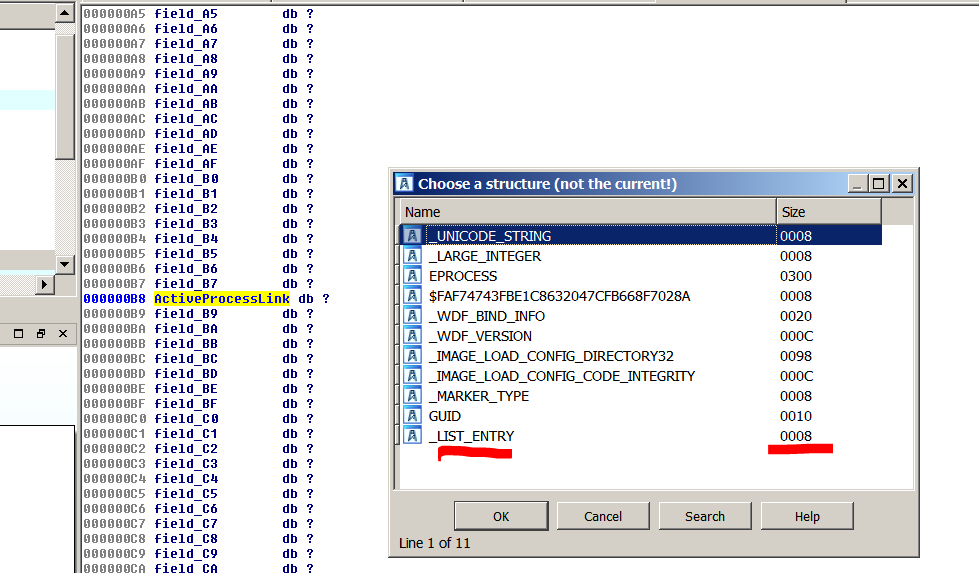 000000A5 field_A5 db ?
000000A6 field_A6 db ?
000000A7 field_A7 db ?
000000A8 field_A8 db ?
000000A9 field_A9 db ?
000000AA field_AA db ?
000000AB field_AB db ?
000000AC field_AC db ?
000000AD field_AD db ?
000000AE field_AE db ?
000000AF field_AF db ?
000000B0 field_B0 db ?
000000B1 field_B1 db ?
000000B2 field_B2 db ?
000000B3 field_B3 db ?
000000B4 field_B4 db ?
000000B5 field_B5 db ?
000000B6 field_B6 db ?
000000B7 field_B7 db ?
000000B8 ActiveProcessLink db ?
000000B9 field_B9 db ?
000000BA field_BA db ?
000000BB field_BB db ?
000000BC field_BC db ?
000000BD field_BD db ?
000000BE field_BE db ?
000000BF field_BF db ?
000000C0 field_C0 db ?
000000C1 field_C1 db ?
000000C2 field_C2 db ?
000000C3 field_C3 db ?
000000C4 field_C4 db ?
000000C5 field_C5 db ?
000000C6 field_C6 db ?
000000C7 field_C7 db ?
000000C8 field_C8 db ?
000000C9 field_C9 db ?
000000CA field_CA db ?
Choose a structure (not the current!)
Name Size
_UNICODE_STRING 0008
_LARGE_INTEGER 0008
EPROCESS 0300
$FAF74743FBE1C8632047CFB668F7028A 0008
_WDF_BIND_INFO 0020
_WDF_VERSION 000C
_IMAGE_LOAD_CONFIG_DIRECTORY32 0098
_IMAGE_LOAD_CONFIG_CODE_INTEGRITY 000C
_MARKER_TYPE 0008
GUID 0010
_LIST_ENTRY 0008
OK Cancel Search Help
Line 1 of 11